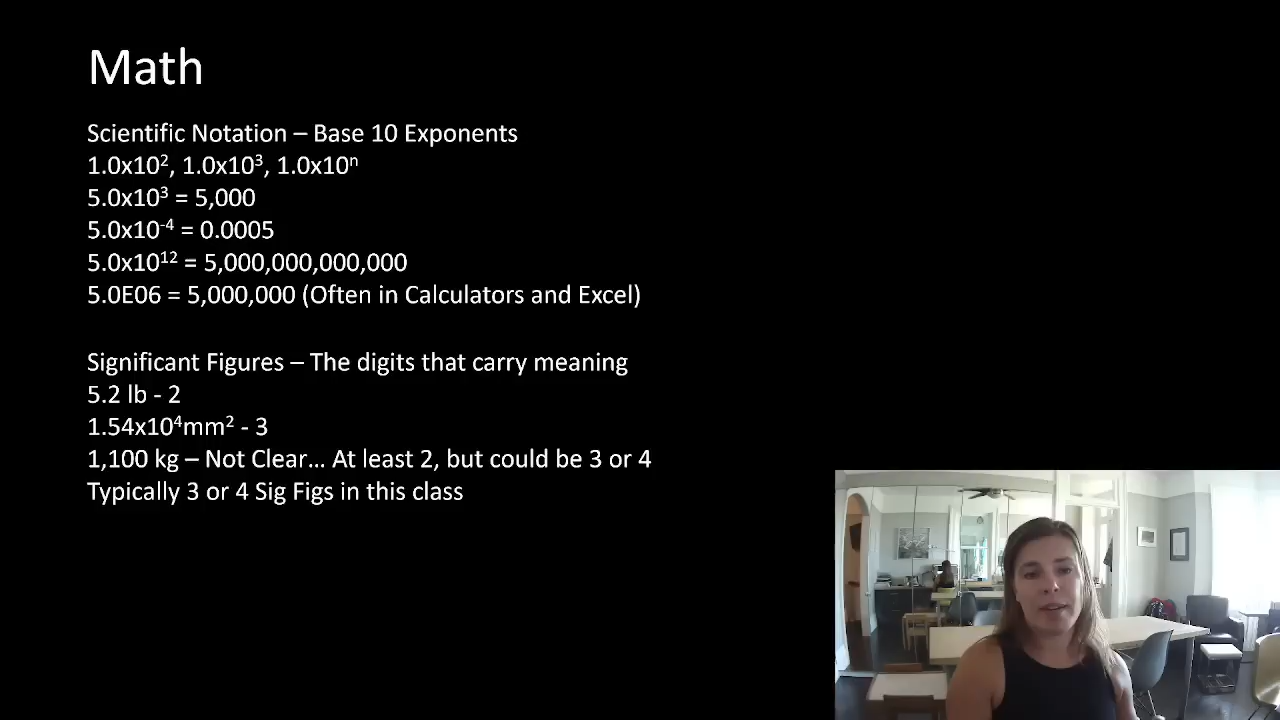 Math
Scientific Notation – Base 10 Exponents
1.0x10², 1.0x10³, 1.0x10ⁿ
5.0x10³ = 5,000
5.0x10⁻⁴ = 0.0005
5.0x10¹² = 5,000,000,000,000
5.0E06 = 5,000,000 (Often in Calculators and Excel)
Significant Figures – The digits that carry meaning
5.2 lb - 2
1.54x10⁴mm² - 3
1,100 kg – Not Clear… At least 2, but could be 3 or 4
Typically 3 or 4 Sig Figs in this class